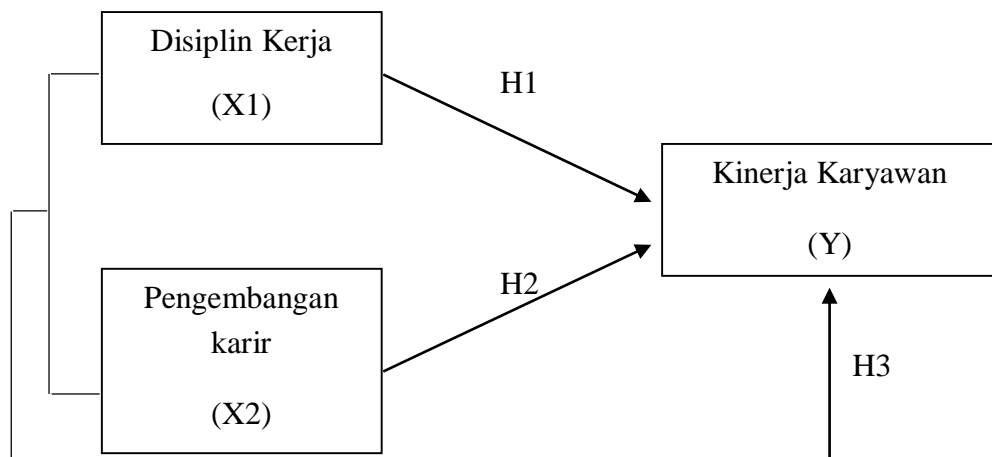 Disiplin Kerja
(X1)
H1
Kinerja Karyawan
(Y)
Pengembangan
karir
(X2)
H2
H3